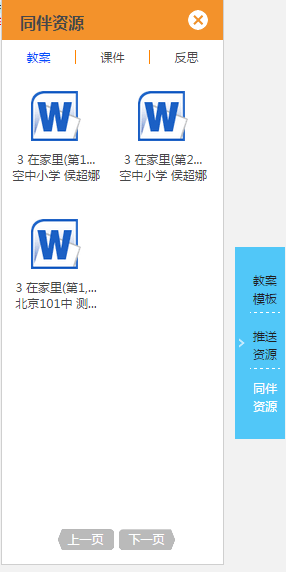 同伴资源
教案
课件
反思
3 在家里(第1...
空中小学 侯超娜
3 在家里(第2...
空中小学 侯超娜
3 在家里(第1,...
北京101中 测...
上一页
下一页
教案
模板
推送
资源
同伴
资源